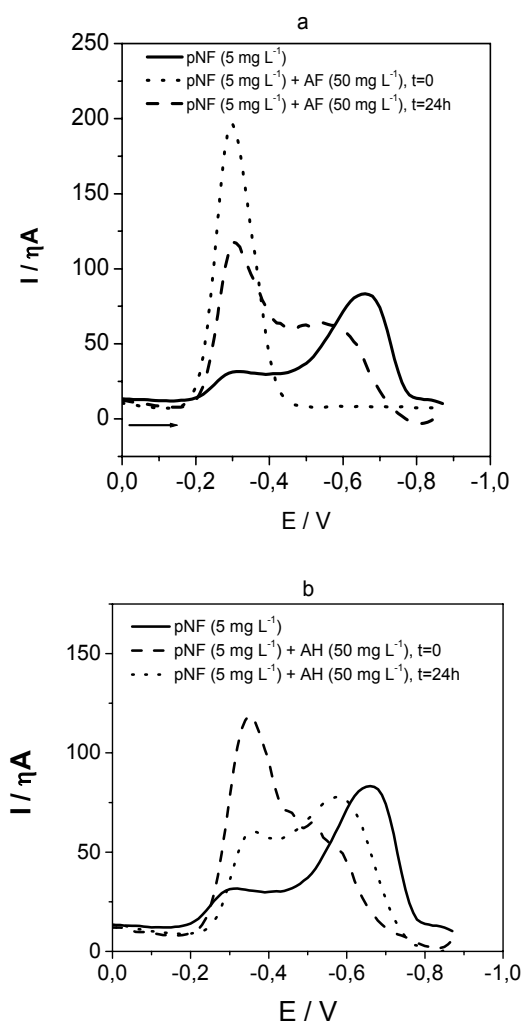 a
250
pNF (5 mg L⁻¹)
pNF (5 mg L⁻¹) + AF (50 mg L⁻¹), t=0
200
pNF (5 mg L⁻¹) + AF (50 mg L⁻¹), t=24h
150
I / ηA
100
50
0
0,0 -0,2 -0,4 -0,6 -0,8 -1,0
E / V
b
pNF (5 mg L⁻¹)
150
pNF (5 mg L⁻¹) + AH (50 mg L⁻¹), t=0
pNF (5 mg L⁻¹) + AH (50 mg L⁻¹), t=24h
I / ηA
100
50
0
0,0 -0,2 -0,4 -0,6 -0,8 -1,0
E / V